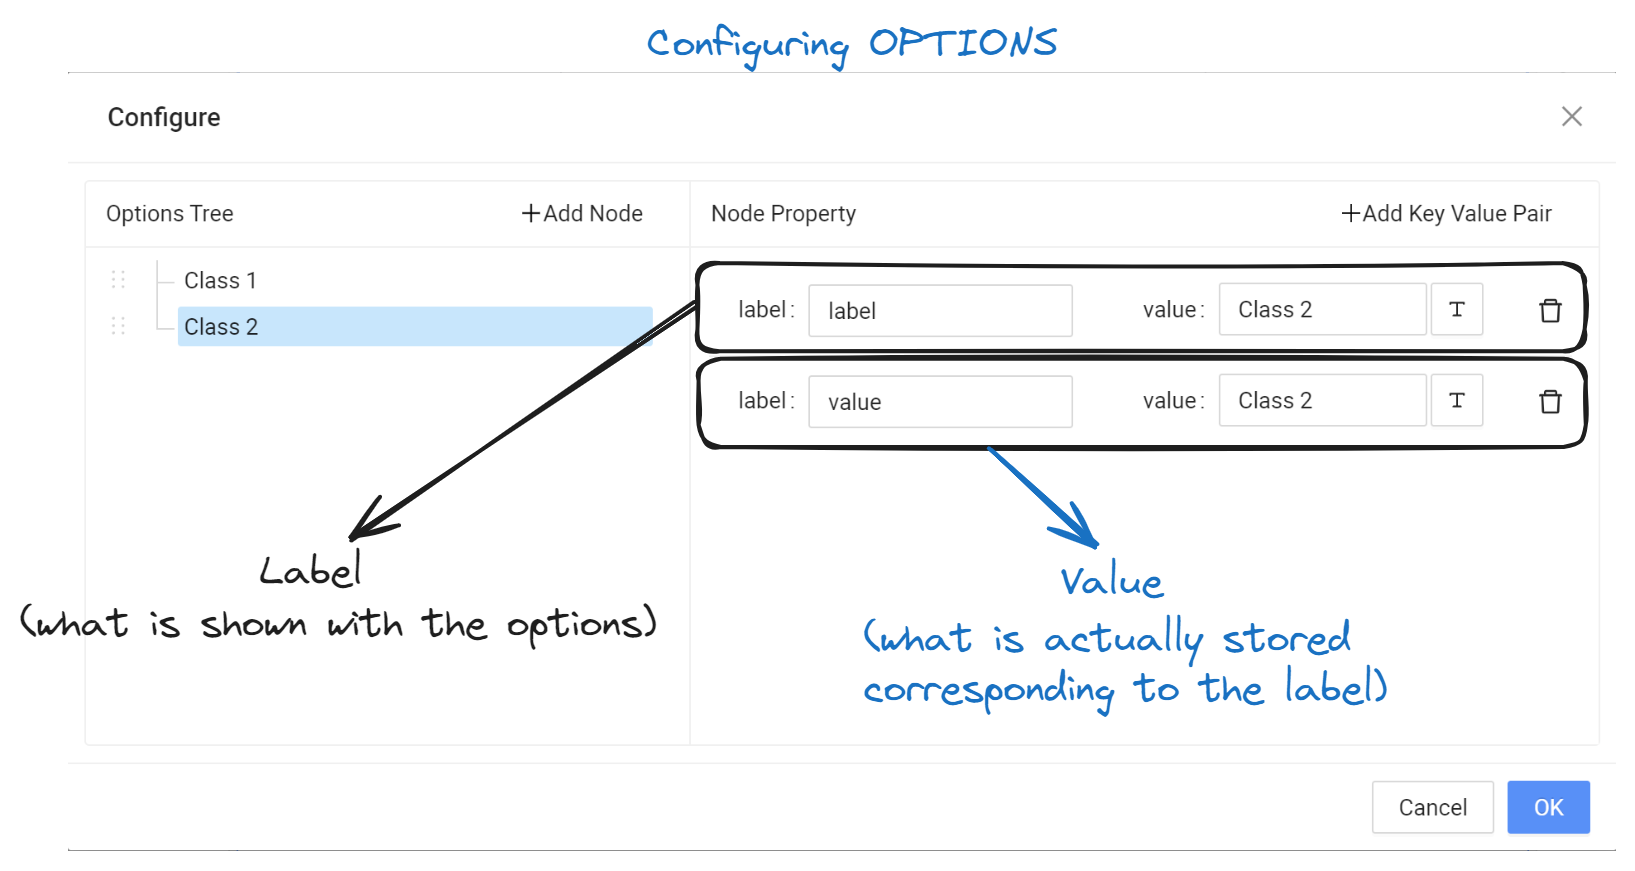 Configuring OPTIONS
Configure
Options Tree +Add Node Node Property +Add Key Value Pair
Class 1
Class 2
label: label value: Class 2 T
label: value value: Class 2 T
Label
(what is shown with the options)
Value
(what is actually stored
corresponding to the label)
Cancel OK